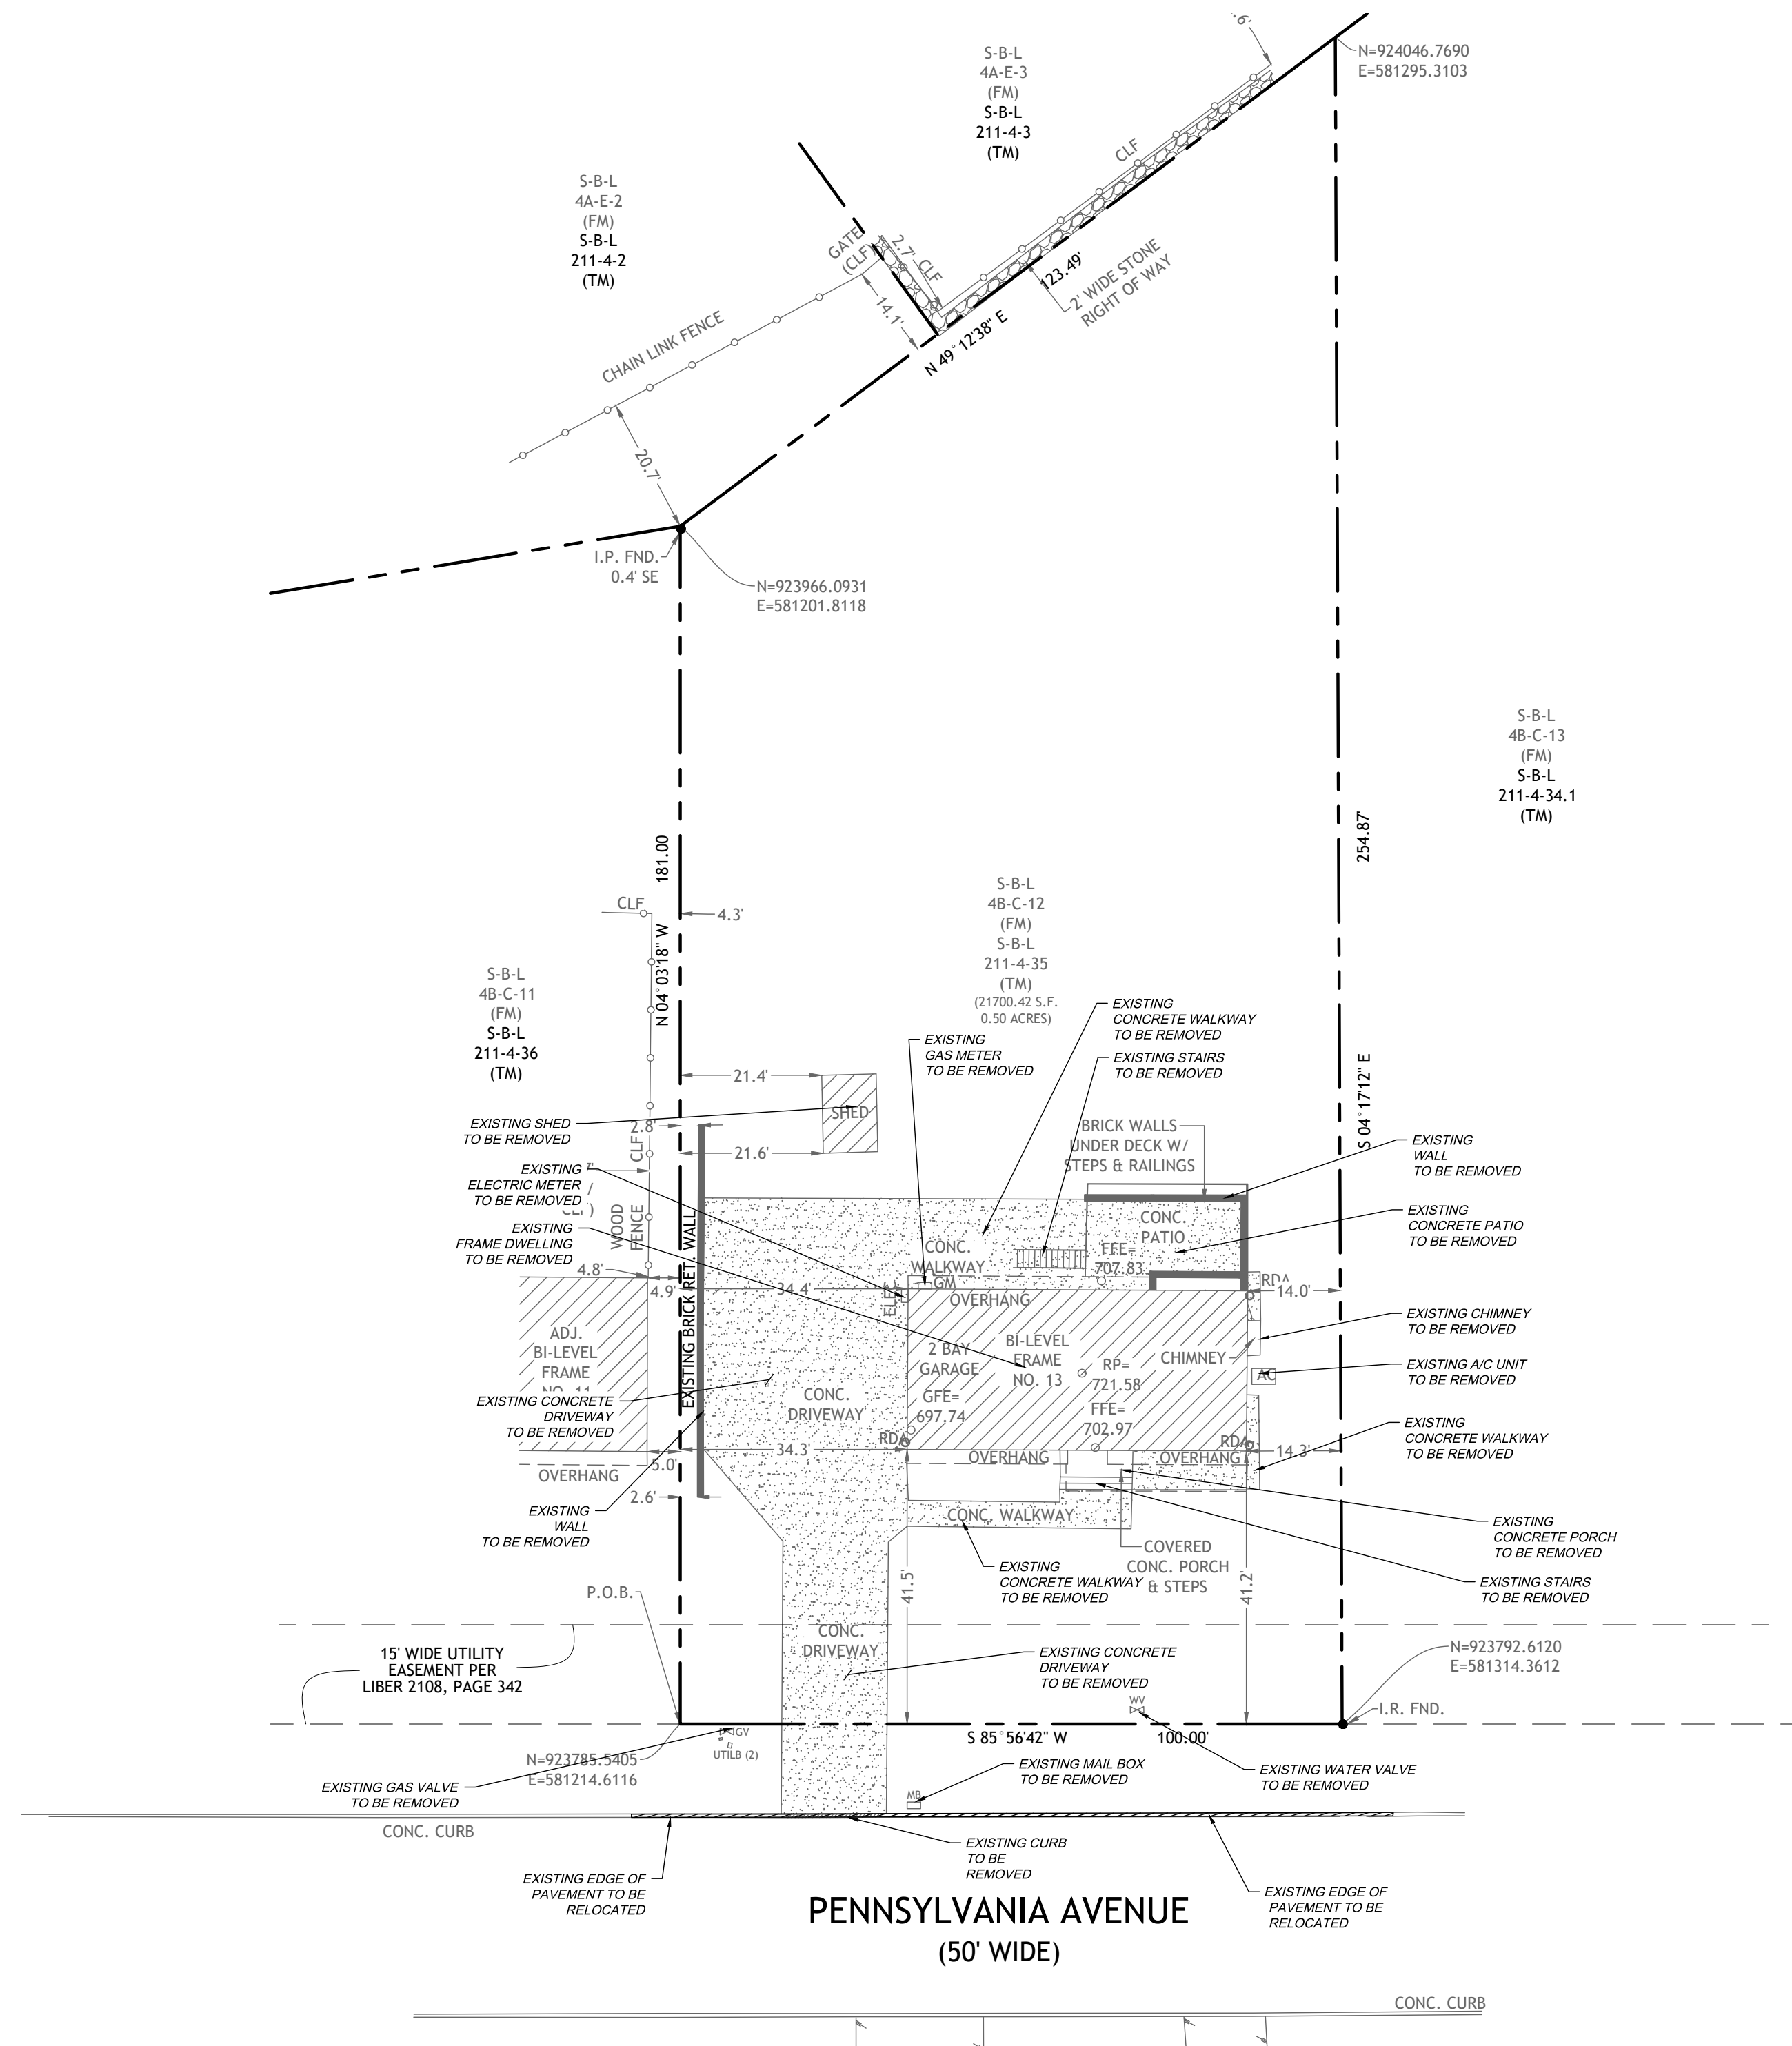 .6'
N=924046.7690
E=581295.3103
S-B-L
4A-E-3
(FM)
S-B-L
211-4-3
(TM)
CLF
S-B-L
4A-E-2
(FM)
S-B-L
211-4-2
(TM)
GATE
(CLF)
2.7'
CLF
14.1'
123.49'
2' WIDE STONE
RIGHT OF WAY
N 49°12'38" E
CHAIN LINK FENCE
20.7'
I.P. FND.
0.4' SE
N=923966.0931
E=581201.8118
S-B-L
4B-C-13
(FM)
S-B-L
211-4-34.1
(TM)
181.00
254.87'
CLF
4.3'
N 04°03'18" W
S-B-L
4B-C-12
(FM)
S-B-L
211-4-35
(TM)
(21700.42 S.F.
0.50 ACRES)
S-B-L
4B-C-11
(FM)
S-B-L
211-4-36
(TM)
EXISTING
CONCRETE WALKWAY
TO BE REMOVED
EXISTING
GAS METER
TO BE REMOVED
EXISTING STAIRS
TO BE REMOVED
S 04°17'12" E
21.4'
SHED
EXISTING SHED
TO BE REMOVED
2.8'
CLF
21.6'
BRICK WALLS
UNDER DECK W/
STEPS & RAILINGS
EXISTING
WALL
TO BE REMOVED
EXISTING
ELECTRIC METER
TO BE REMOVED
WOOD
FENCE
EXISTING
FRAME DWELLING
TO BE REMOVED
EXISTING BRICK RET. WALL
CONC.
PATIO
EXISTING
CONCRETE PATIO
TO BE REMOVED
CONC.
WALKWAY
FFE=
707.83
4.8'
4.9'
34.4'
GM
ELEC
OVERHANG
RDA
14.0'
ADJ.
BI-LEVEL
FRAME
NO. 11
2 BAY
GARAGE
BI-LEVEL
FRAME
NO. 13
RP=
721.58
CHIMNEY
EXISTING CHIMNEY
TO BE REMOVED
AC
EXISTING A/C UNIT
TO BE REMOVED
EXISTING CONCRETE
DRIVEWAY
TO BE REMOVED
CONC.
DRIVEWAY
GFE=
697.74
FFE=
702.97
EXISTING
CONCRETE WALKWAY
TO BE REMOVED
34.3'
RDA
RDA
14.3'
OVERHANG
OVERHANG
OVERHANG
5.0'
2.6'
EXISTING
WALL
TO BE REMOVED
CONC. WALKWAY
EXISTING
CONCRETE PORCH
TO BE REMOVED
COVERED
CONC. PORCH
& STEPS
EXISTING
CONCRETE WALKWAY
TO BE REMOVED
EXISTING STAIRS
TO BE REMOVED
41.5'
41.2'
P.O.B.
CONC.
DRIVEWAY
15' WIDE UTILITY
EASEMENT PER
LIBER 2108, PAGE 342
EXISTING CONCRETE
DRIVEWAY
TO BE REMOVED
N=923792.6120
E=581314.3612
WV
I.R. FND.
GV
UTILB (2)
S 85°56'42" W
100.00'
N=923785.5405
E=581214.6116
EXISTING GAS VALVE
TO BE REMOVED
EXISTING MAIL BOX
TO BE REMOVED
EXISTING WATER VALVE
TO BE REMOVED
MB
CONC. CURB
EXISTING CURB
TO BE
REMOVED
EXISTING EDGE OF
PAVEMENT TO BE
RELOCATED
EXISTING EDGE OF
PAVEMENT TO BE
RELOCATED
PENNSYLVANIA AVENUE
(50' WIDE)
CONC. CURB